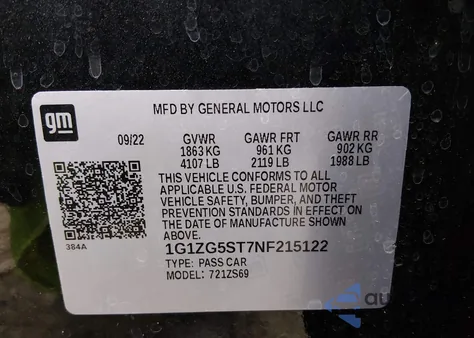 gm
MFD BY GENERAL MOTORS LLC
09/22 GVWR GAWR FRT GAWR RR
1863 KG 961 KG 902 KG
4107 LB 2119 LB 1988 LB
THIS VEHICLE CONFORMS TO ALL
APPLICABLE U.S. FEDERAL MOTOR
VEHICLE SAFETY, BUMPER, AND THEFT
PREVENTION STANDARDS IN EFFECT ON
THE DATE OF MANUFACTURE SHOWN
ABOVE.
384A
1G1ZG5ST7NF215122
TYPE: PASS CAR
MODEL: 721ZS69